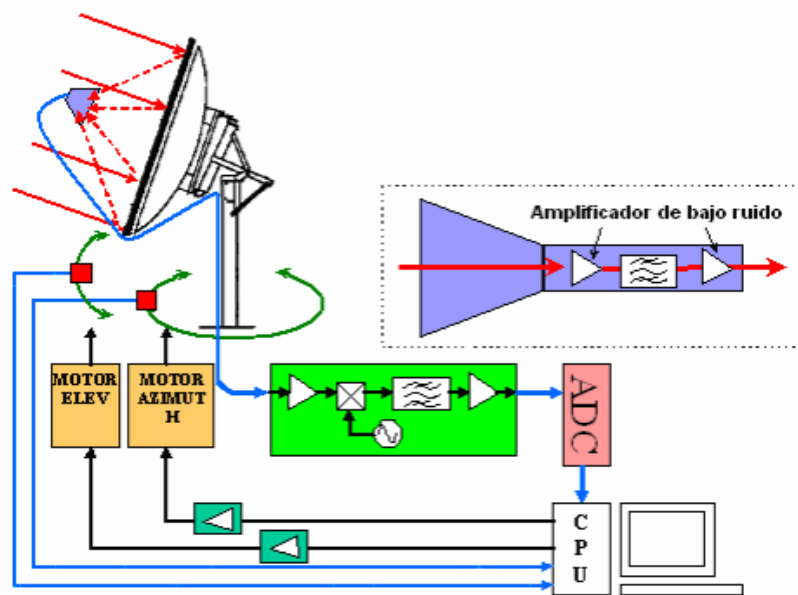 Amplificador de bajo ruido
MOTOR
ELEV
MOTOR
AZIMUT
H
ADC
C
P
U